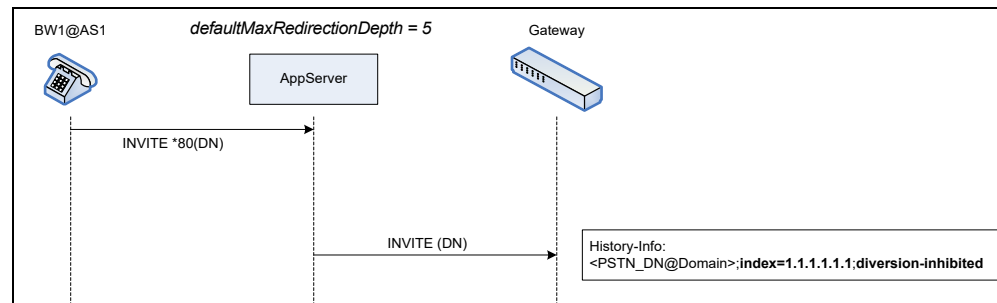 BW1@AS1
defaultMaxRedirectionDepth = 5
Gateway
AppServer
INVITE *80(DN)
INVITE (DN)
History-Info:
<PSTN_DN@Domain>;index=1.1.1.1.1.1;diversion-inhibited